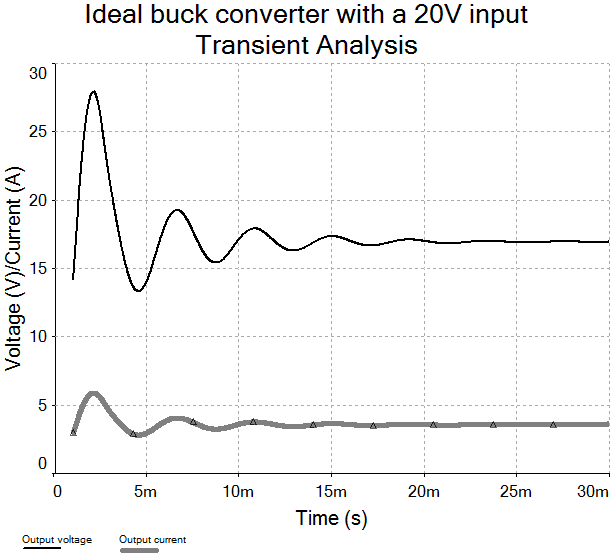 Ideal buck converter with a 20V input
Transient Analysis
Voltage (V)/Current (A)
30
25
20
15
10
5
0
0 5m 10m 15m 20m 25m 30m
Time (s)
Output voltage Output current